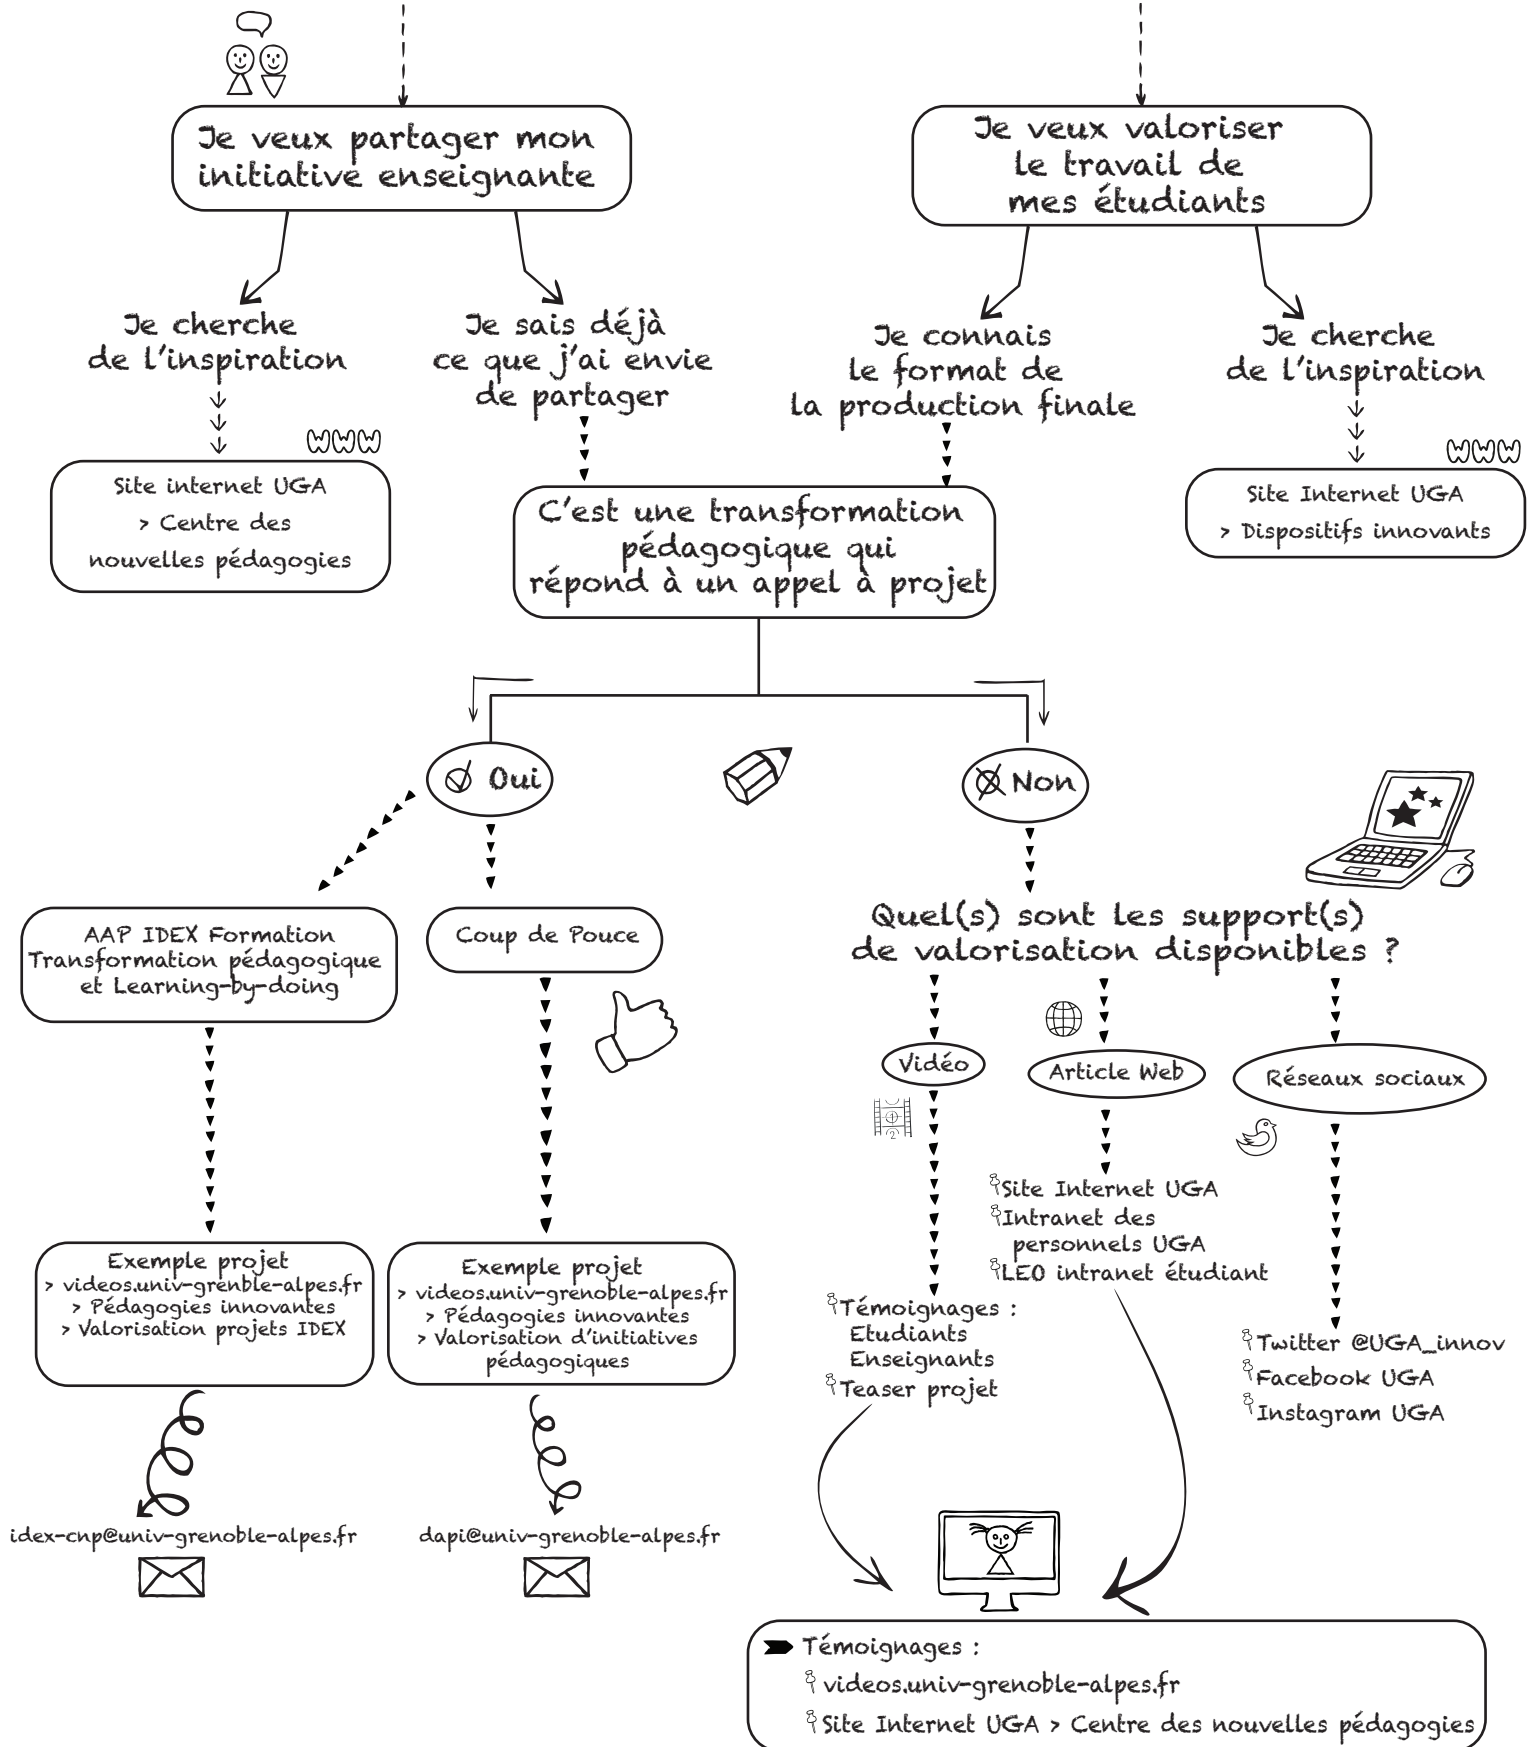 Je veux partager mon
initiative enseignante
Je veux valoriser
le travail de
mes étudiants
Je cherche
de l'inspiration
Je sais déjà
ce que j'ai envie
de partager
Je connais
le format de
la production finale
Je cherche
de l'inspiration
WWW
Site internet UGA
> Centre des
nouvelles pédagogies
WWW
Site Internet UGA
> Dispositifs innovants
C'est une transformation
pédagogique qui
répond à un appel à projet
Oui
Non
AAP IDEX Formation
Transformation pédagogique
et Learning-by-doing
Coup de Pouce
Quel(s) sont les support(s)
de valorisation disponibles ?
Vidéo
Article Web
Réseaux sociaux
1
2
Site Internet UGA
Intranet des
personnels UGA
LEO intranet étudiant
Exemple projet
> videos.univ-grenble-alpes.fr
> Pédagogies innovantes
> Valorisation projets IDEX
Exemple projet
> videos.univ-grenoble-alpes.fr
> Pédagogies innovantes
> Valorisation d'initiatives
pédagogiques
Témoignages :
Etudiants
Enseignants
Teaser projet
Twitter @UGA_innov
Facebook UGA
Instagram UGA
idex-cnp@univ-grenoble-alpes.fr
dapi@univ-grenoble-alpes.fr
Témoignages :
videos.univ-grenoble-alpes.fr
Site Internet UGA > Centre des nouvelles pédagogies